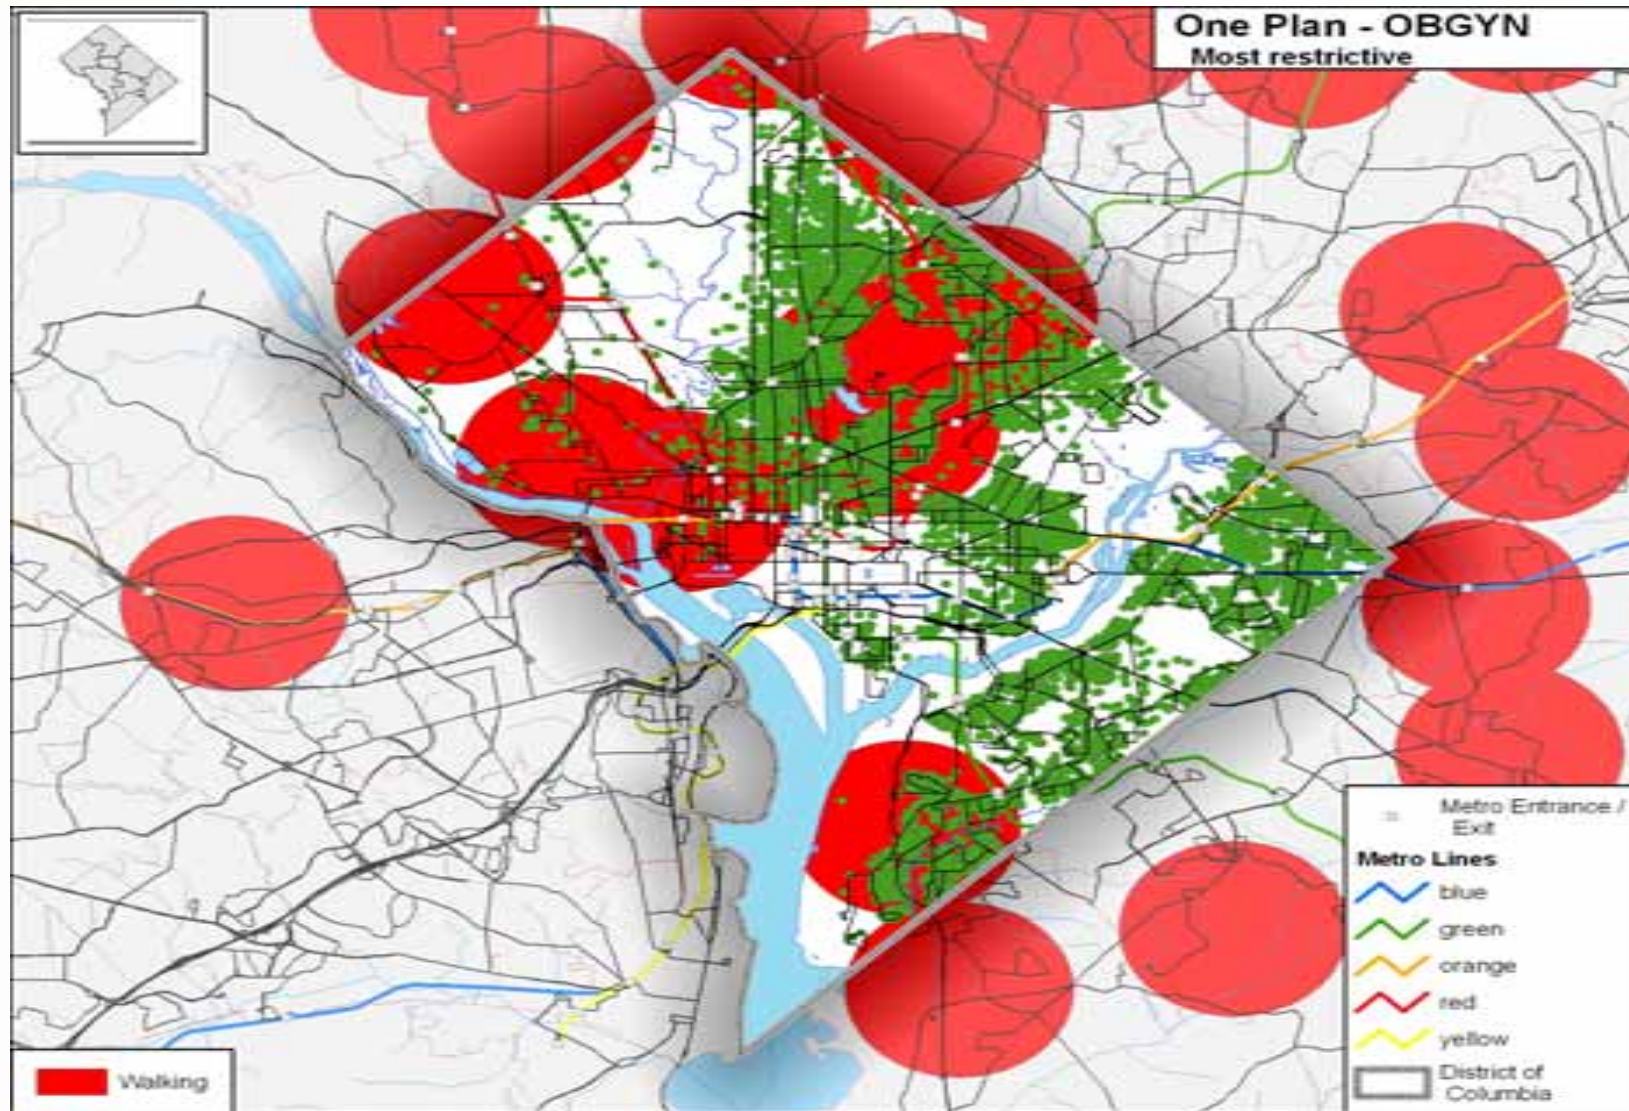 One Plan - OBGYN
Most restrictive
Metro Entrance /
Exit
Metro Lines
blue
green
orange
red
yellow
District of
Columbia
Walking